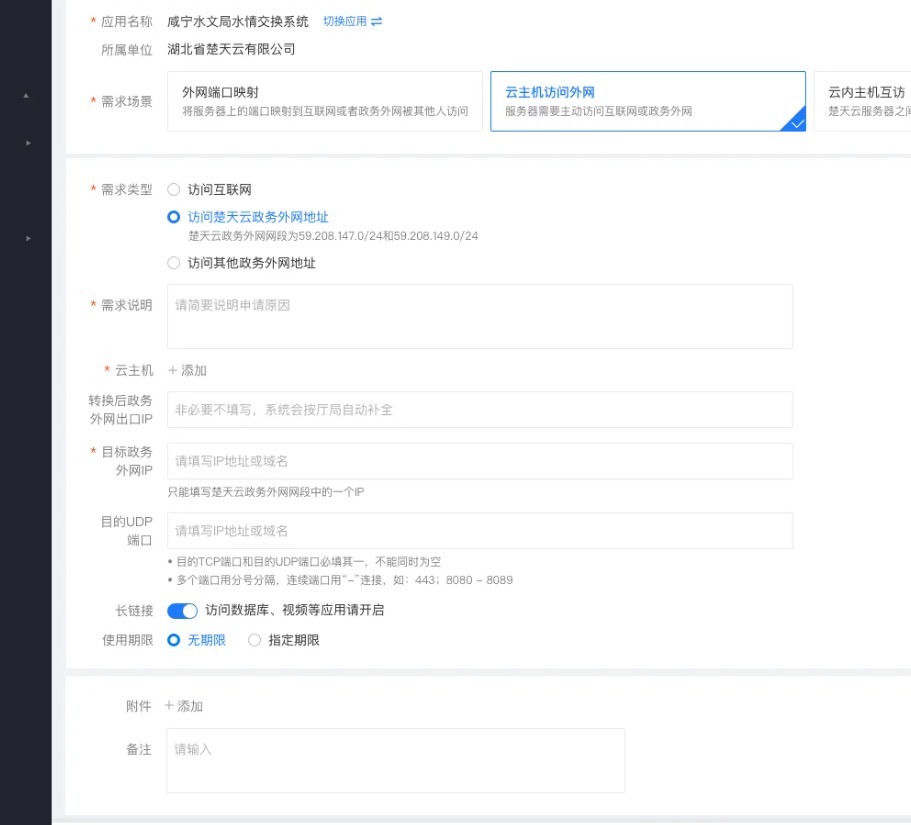 * 应用名称 咸宁水文局水情交换系统 切换应用
所属单位 湖北省楚天云有限公司
* 需求场景
外网端口映射
将服务器上的端口映射到互联网或者政务外网被其他人访问
云主机访问外网
服务器需要主动访问互联网或政务外网
云内主机互访
楚天云服务器之间
* 需求类型 访问互联网
访问楚天云政务外网地址
楚天云政务外网网段为59.208.147.0/24和59.208.149.0/24
访问其他政务外网地址
* 需求说明 请简要说明申请原因
* 云主机 + 添加
转换后政务
外网出口IP
非必要不填写，系统会按厅局自动补全
* 目标政务
外网IP
请填写IP地址或域名
只能填写楚天云政务外网网段中的一个IP
目的UDP
端口
请填写IP地址或域名
• 目的TCP端口和目的UDP端口必填其一，不能同时为空
• 多个端口用分号分隔，连续端口用“-”连接，如：443；8080 - 8089
长链接 访问数据库、视频等应用请开启
使用期限 无期限 指定期限
附件 + 添加
备注 请输入